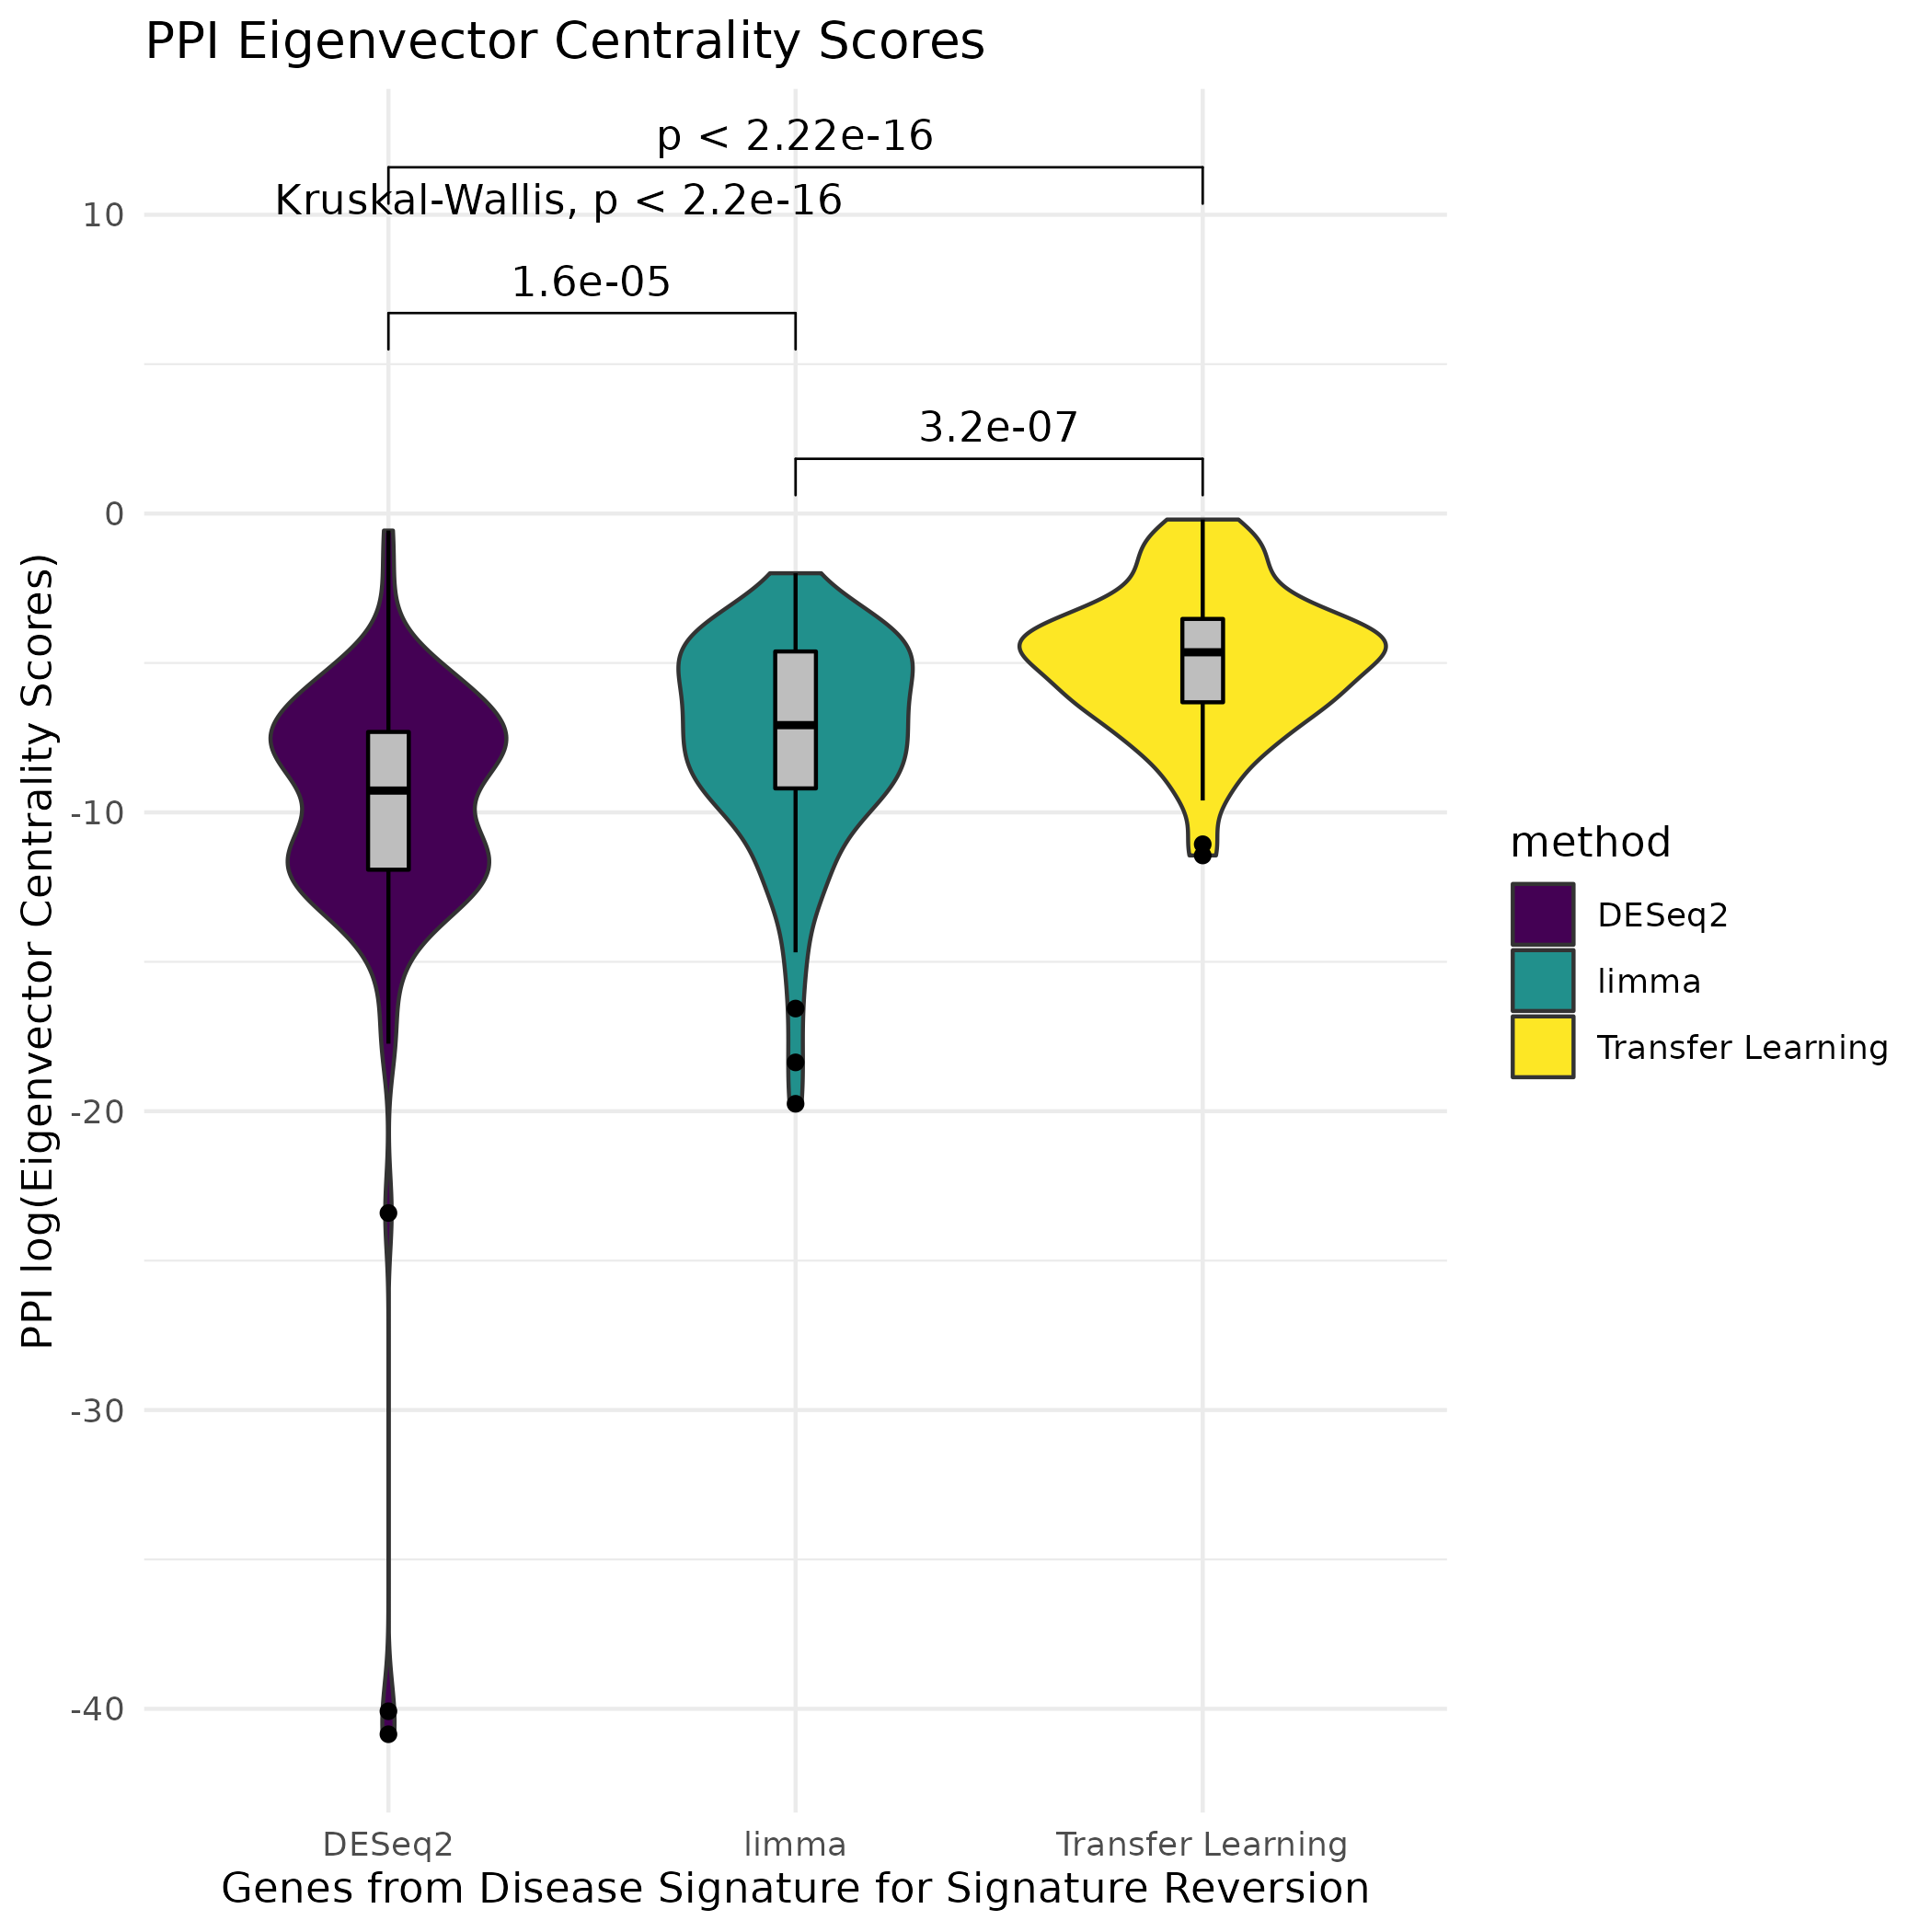 PPI Eigenvector Centrality Scores
p < 2.22e-16
Kruskal-Wallis, p < 2.2e-16
1.6e-05
3.2e-07
10
0
-10
-20
-30
-40
PPI log(Eigenvector Centrality Scores)
DESeq2
limma
Transfer Learning
Genes from Disease Signature for Signature Reversion
method
DESeq2
limma
Transfer Learning